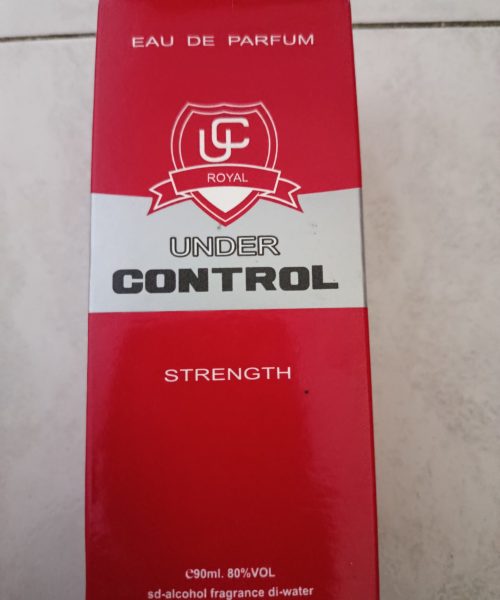 EAU DE PARFUM
UC
ROYAL
UNDER
CONTROL
STRENGTH
℮90ml. 80%VOL
sd-alcohol fragrance di-water